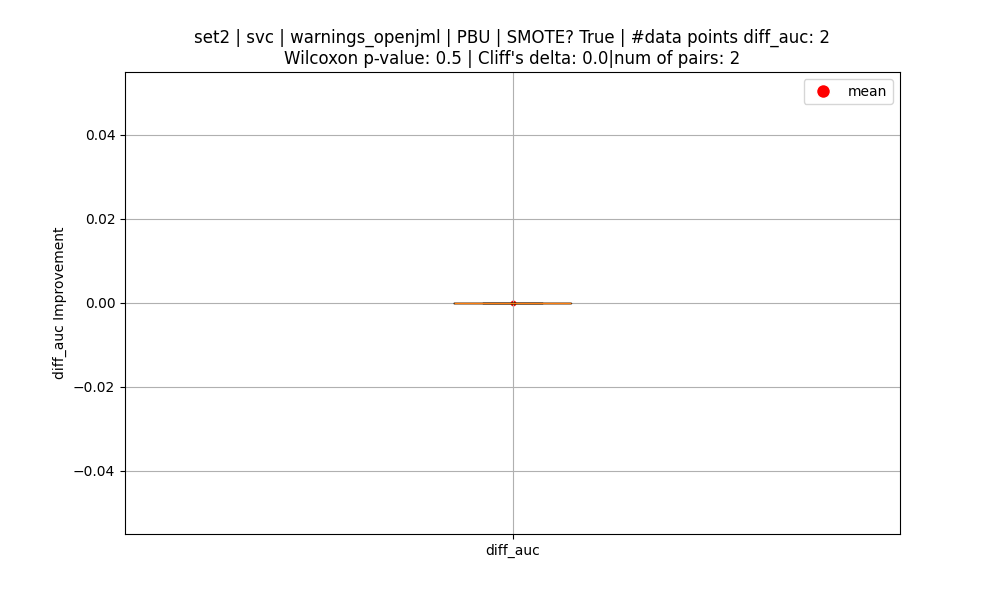 set2 | svc | warnings_openjml | PBU | SMOTE? True | #data points diff_auc: 2
Wilcoxon p-value: 0.5 | Cliff's delta: 0.0|num of pairs: 2
mean
0.04
0.02
0.00
−0.02
−0.04
diff_auc Improvement
diff_auc